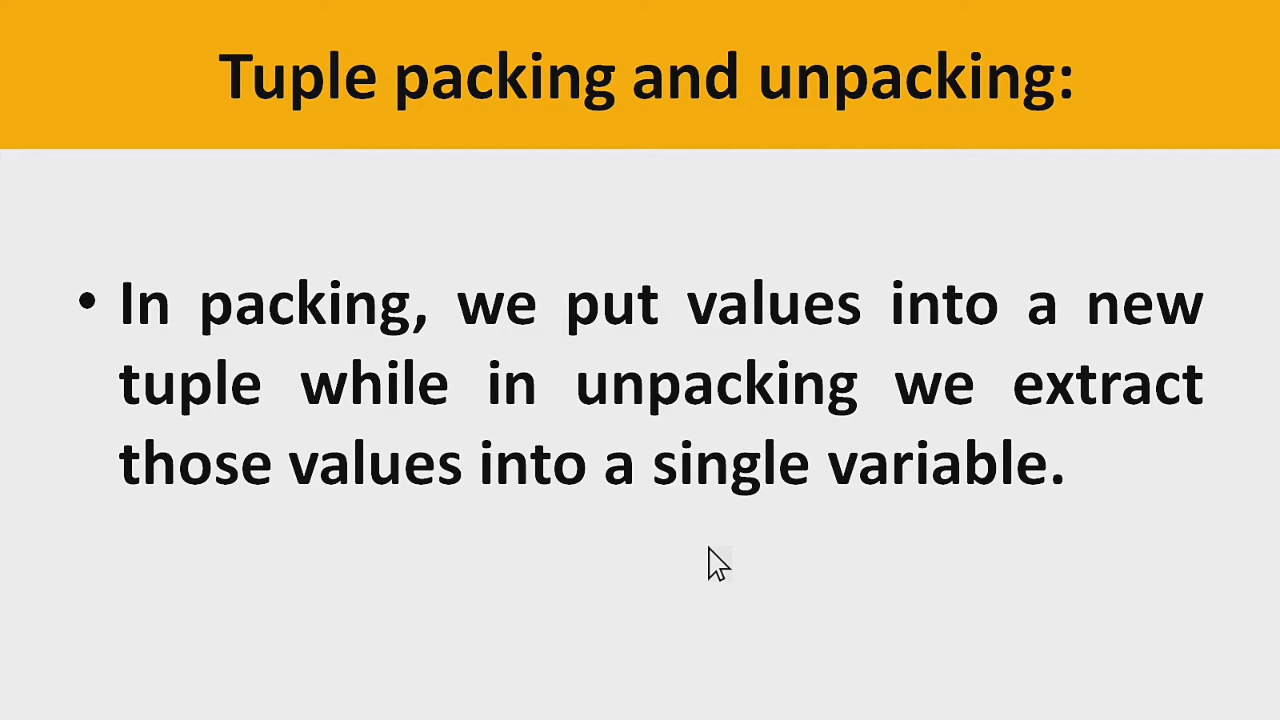 Tuple packing and unpacking:
• In packing, we put values into a new
tuple while in unpacking we extract
those values into a single variable.